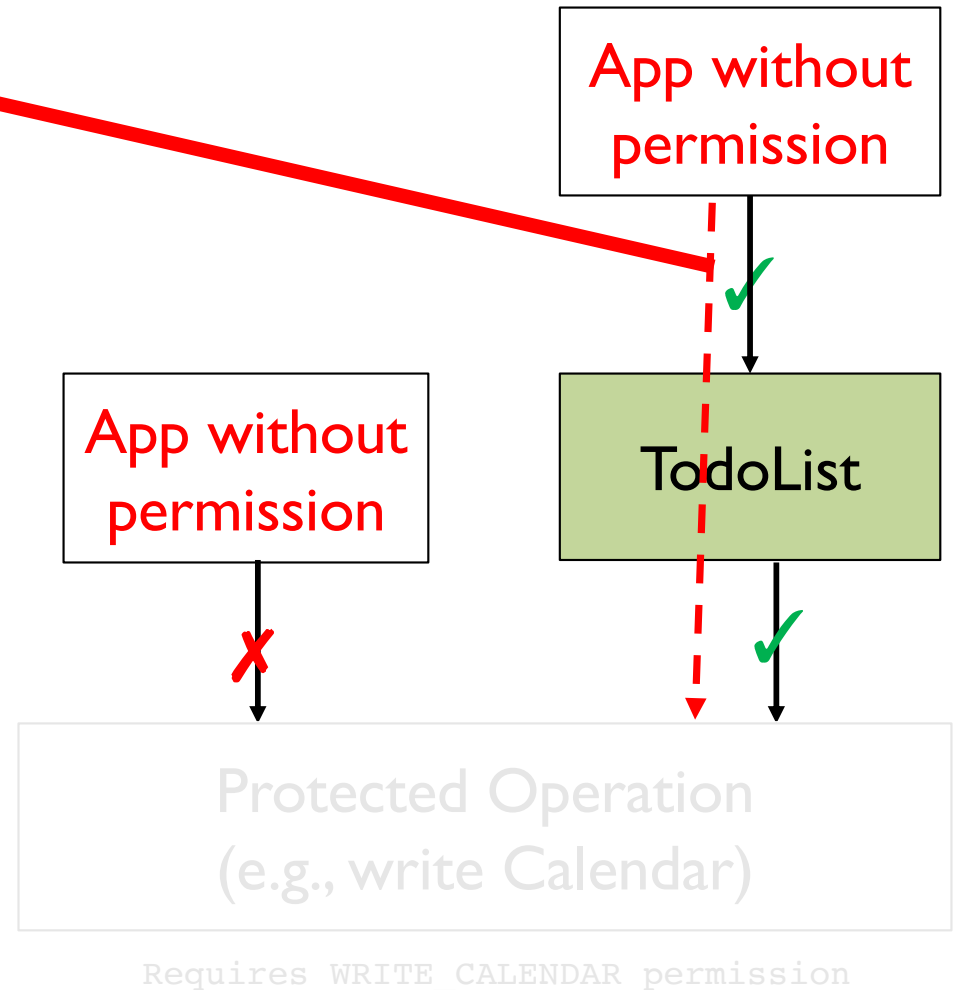 App without
permission
App without
permission
TodoList
Protected Operation
(e.g., write Calendar)
Requires WRITE CALENDAR permission